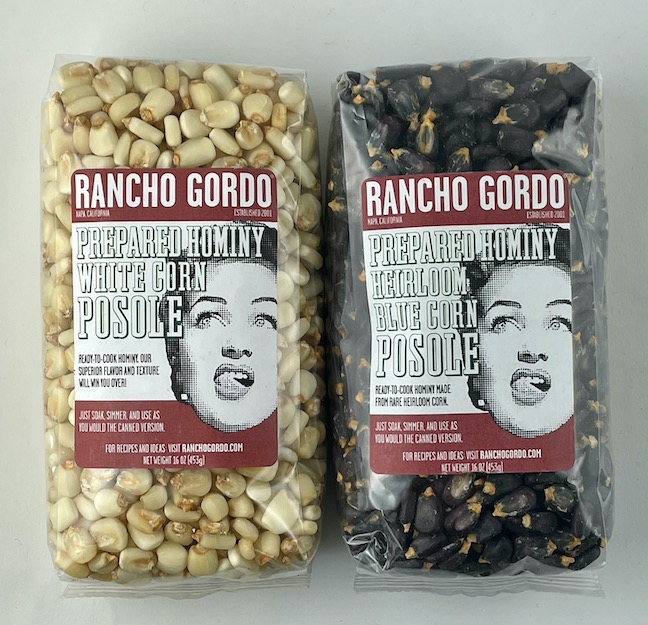 RANCHO GORDO
NAPA, CALIFORNIA ESTABLISHED 2001
PREPARED HOMINY
WHITE CORN
POSOLE
READY-TO-COOK HOMINY. OUR
SUPERIOR FLAVOR AND TEXTURE
WILL WIN YOU OVER!
JUST SOAK, SIMMER, AND USE AS
YOU WOULD THE CANNED VERSION.
FOR RECIPES AND IDEAS: VISIT RANCHOGORDO.COM
NET WEIGHT 16 OZ (453g)
RANCHO GORDO
NAPA, CALIFORNIA ESTABLISHED 2001
PREPARED HOMINY
HEIRLOOM
BLUE CORN
POSOLE
READY-TO-COOK HOMINY MADE
FROM RARE HEIRLOOM CORN.
JUST SOAK, SIMMER, AND USE AS
YOU WOULD THE CANNED VERSION.
FOR RECIPES AND IDEAS: VISIT RANCHOGORDO.COM
NET WEIGHT 16 OZ (453g)